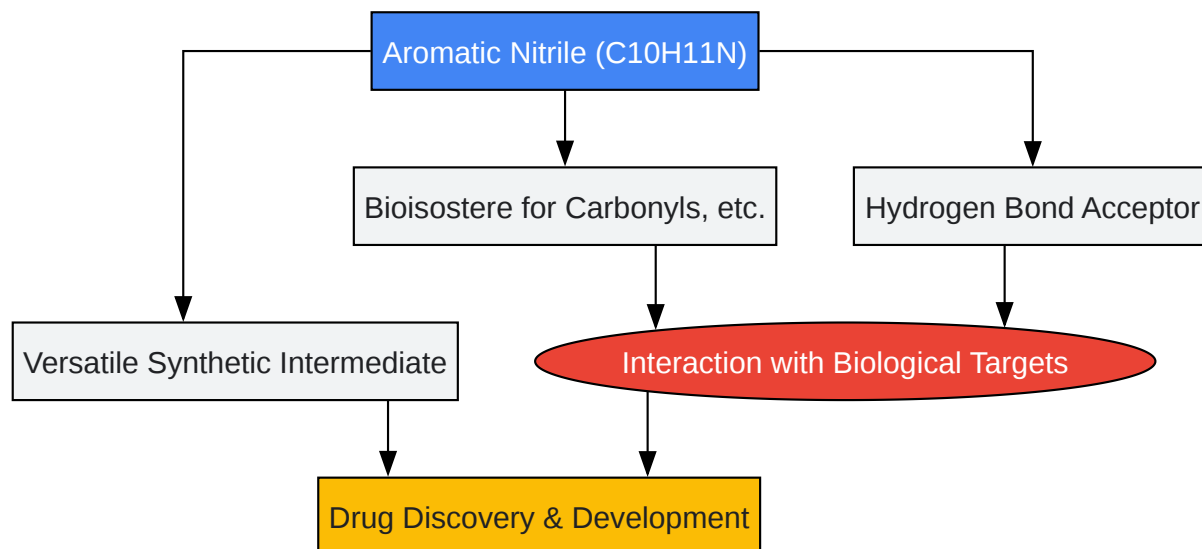 Aromatic Nitrile (C10H11N)
Bioisostere for Carbonyls, etc.
Hydrogen Bond Acceptor
Versatile Synthetic Intermediate
Interaction with Biological Targets
Drug Discovery & Development